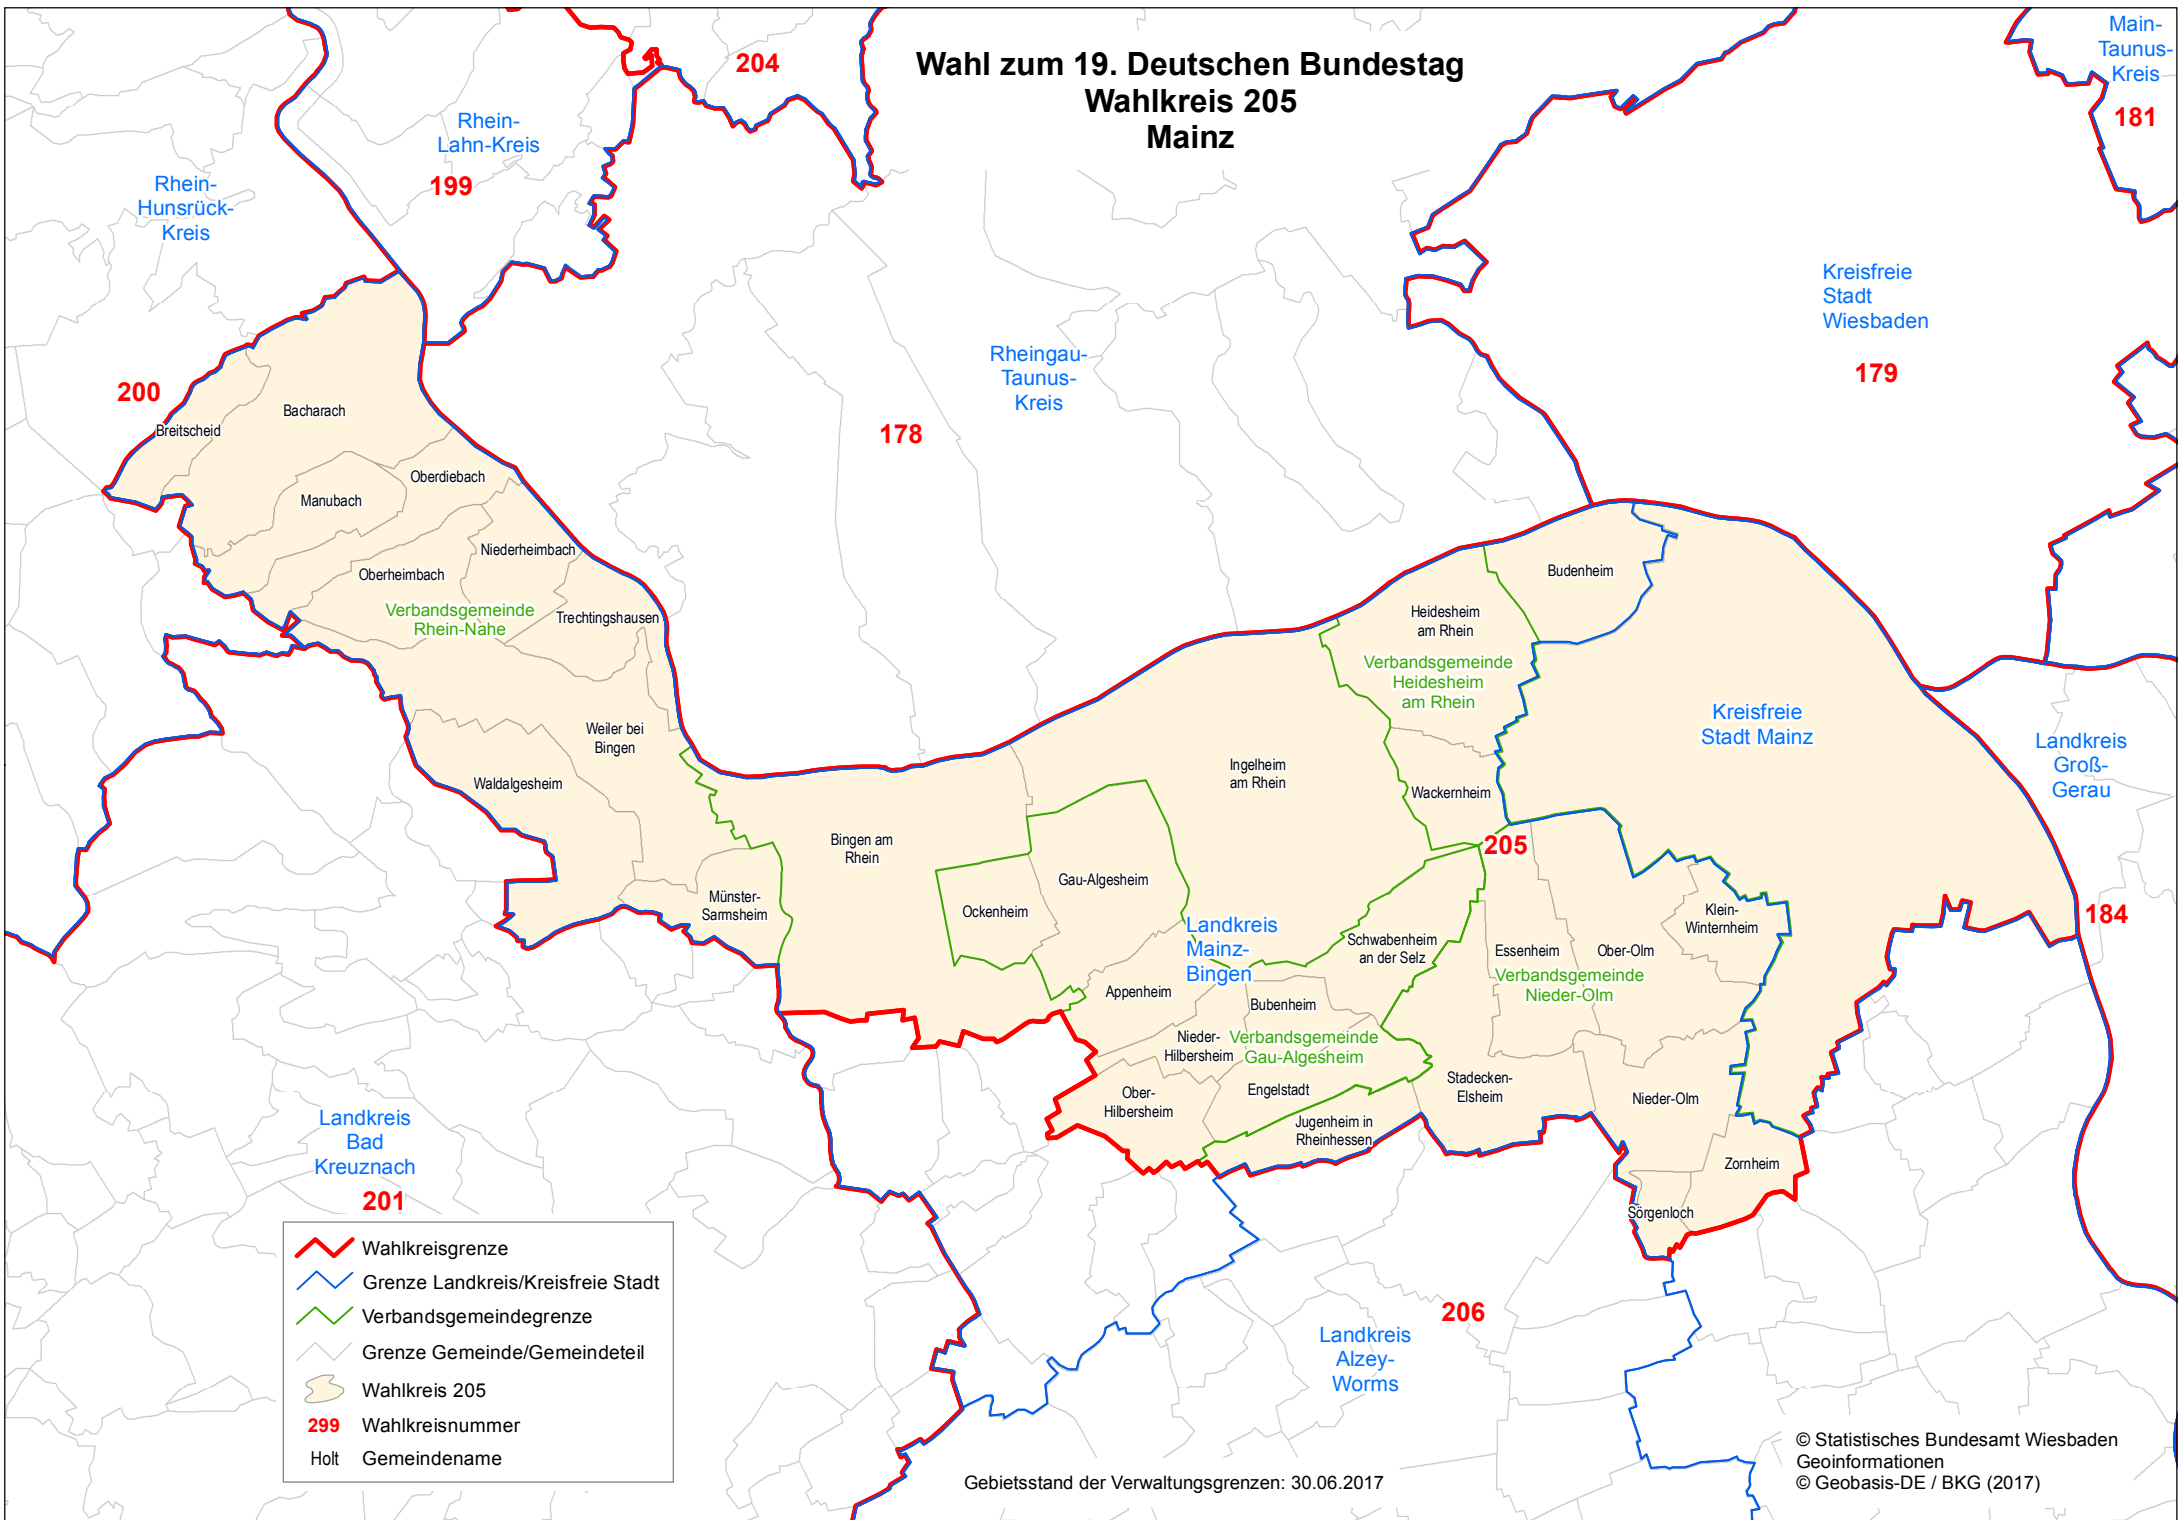 Wahl zum 19. Deutschen Bundestag
Wahlkreis 205
Mainz
204
Main-
Taunus-
Kreis
181
Rhein-
Lahn-Kreis
199
Rhein-
Hunsrück-
Kreis
200
Kreisfreie
Stadt
Wiesbaden
179
Rheingau-
Taunus-
Kreis
178
Bacharach
Breitscheid
Oberdiebach
Manubach
Niederheimbach
Oberheimbach
Verbandsgemeinde
Rhein-Nahe
Trechtingshausen
Weiler bei
Bingen
Waldalgesheim
Münster-
Sarmsheim
Bingen am
Rhein
Ockenheim
Gau-Algesheim
Ingelheim
am Rhein
Budenheim
Heidesheim
am Rhein
Verbandsgemeinde
Heidesheim
am Rhein
Wackernheim
Kreisfreie
Stadt Mainz
Landkreis
Groß-
Gerau
184
205
Landkreis
Mainz-
Bingen
Schwabenheim
an der Selz
Essenheim
Ober-Olm
Klein-
Winternheim
Verbandsgemeinde
Nieder-Olm
Appenheim
Bubenheim
Nieder-
Hilbersheim
Verbandsgemeinde
Gau-Algesheim
Engelstadt
Ober-
Hilbersheim
Jugenheim in
Rheinhessen
Stadecken-
Elsheim
Nieder-Olm
Zornheim
Sörgenloch
Landkreis
Bad
Kreuznach
201
206
Landkreis
Alzey-
Worms
Wahlkreisgrenze
Grenze Landkreis/Kreisfreie Stadt
Verbandsgemeindegrenze
Grenze Gemeinde/Gemeindeteil
Wahlkreis 205
299 Wahlkreisnummer
Holt Gemeindename
Gebietsstand der Verwaltungsgrenzen: 30.06.2017
© Statistisches Bundesamt Wiesbaden
Geoinformationen
© Geobasis-DE / BKG (2017)